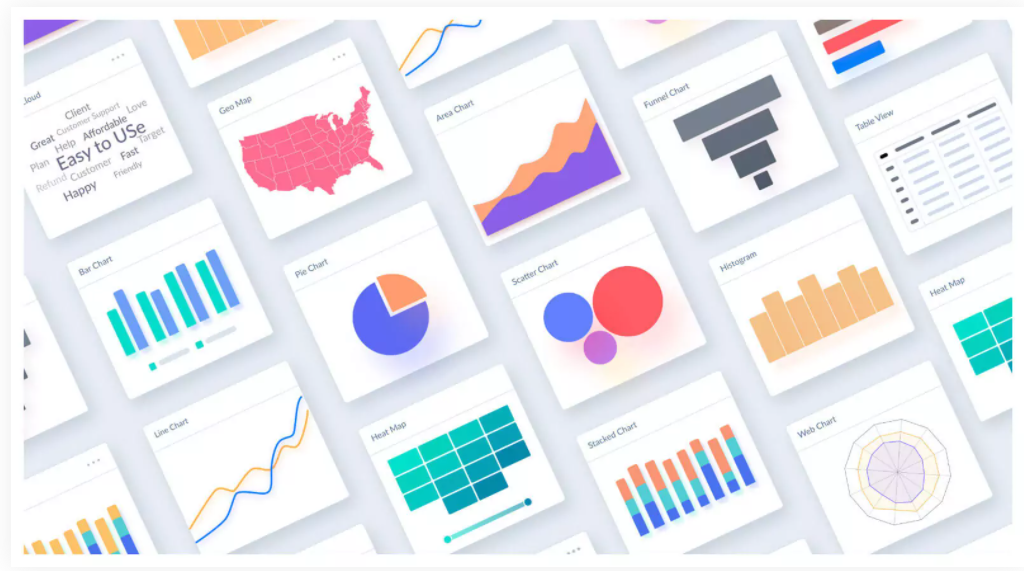 Cloud
Client
Customer Support
Love
Great
Affordable
Help
Target
Plan
Easy to USe
Fast
Refund
Customer
Friendly
Happy
Geo Map
Area Chart
Funnel Chart
Table View
Bar Chart
Pie Chart
Scatter Chart
Histogram
Heat Map
Line Chart
Heat Map
Stacked Chart
Web Chart